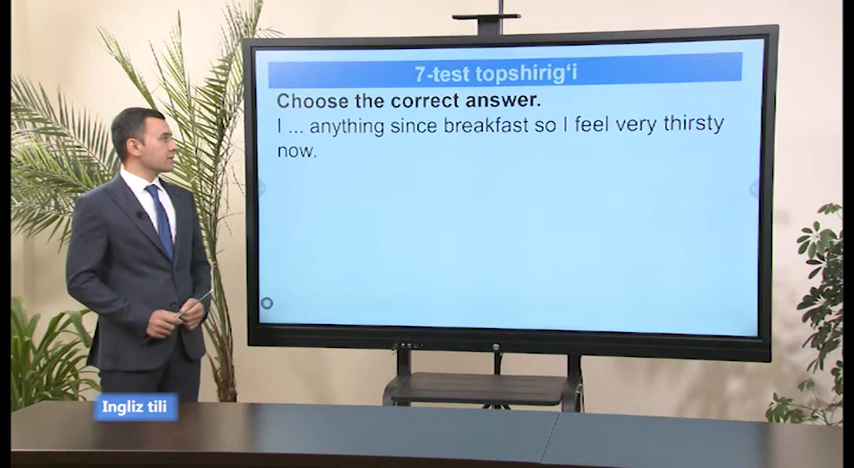 7-test topshirig‘i
Choose the correct answer.
I ... anything since breakfast so I feel very thirsty
now.
Ingliz tili